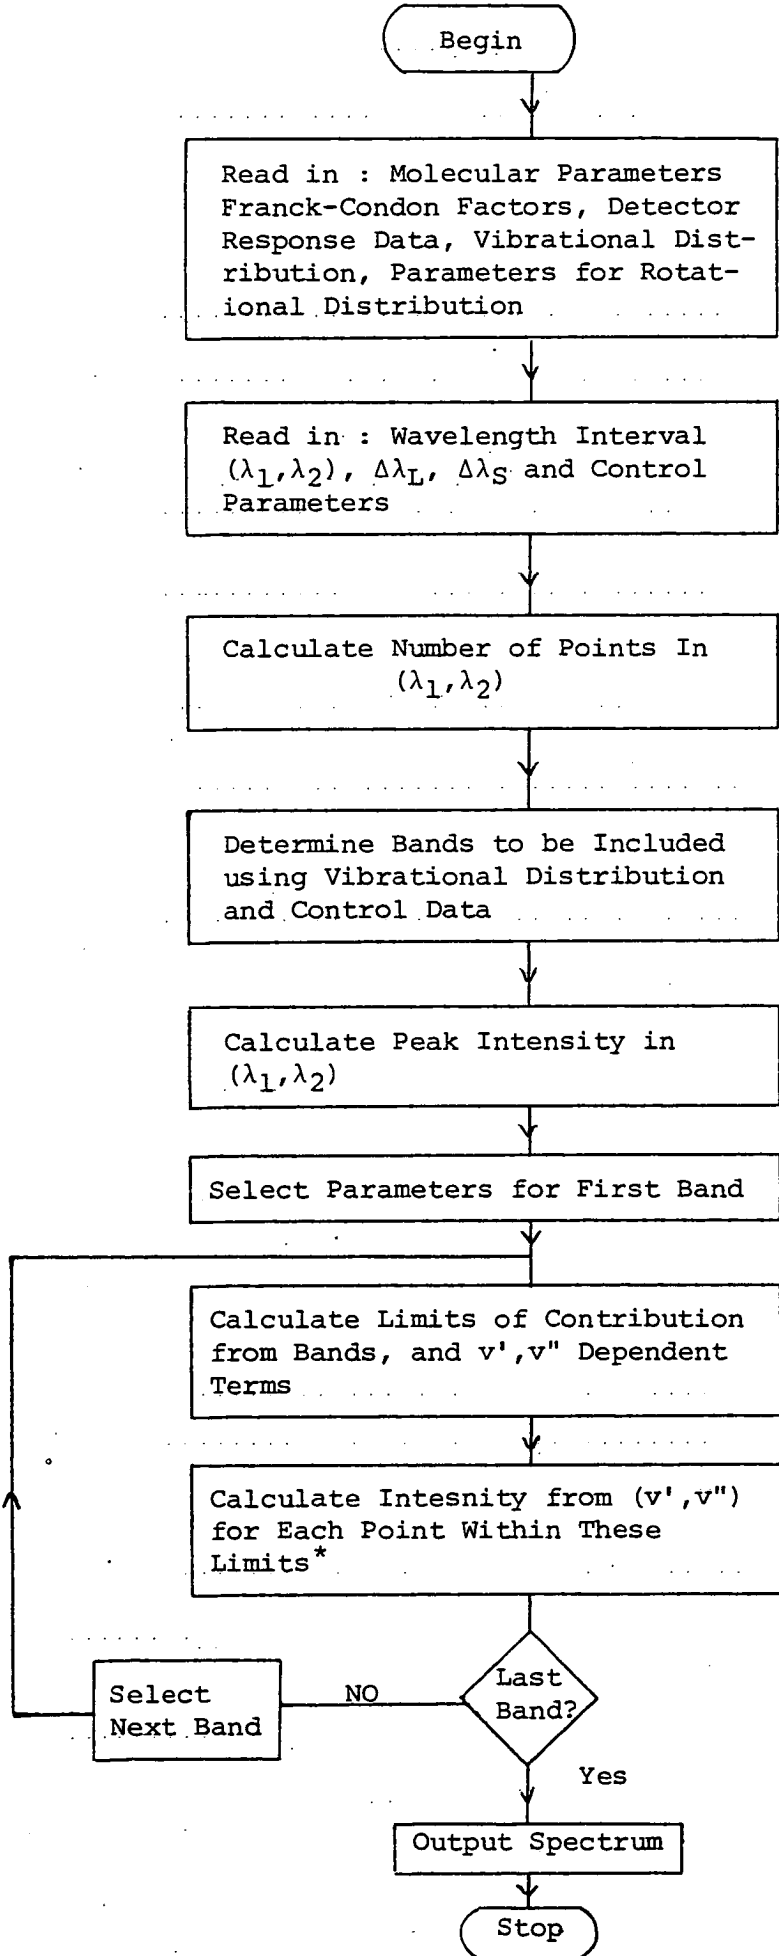 Begin
Read in : Molecular Parameters
Franck-Condon Factors, Detector
Response Data, Vibrational Dist-
ribution, Parameters for Rotat-
ional Distribution
Read in : Wavelength Interval
(λ1,λ2), ΔλL, ΔλS and Control
Parameters
Calculate Number of Points In
(λ1,λ2)
Determine Bands to be Included
using Vibrational Distribution
and Control Data
Calculate Peak Intensity in
(λ1,λ2)
Select Parameters for First Band
Calculate Limits of Contribution
from Bands, and v',v" Dependent
Terms
Calculate Intesnity from (v',v")
for Each Point Within These
Limits*
Last
Band?
NO
Select
Next Band
Yes
Output Spectrum
Stop